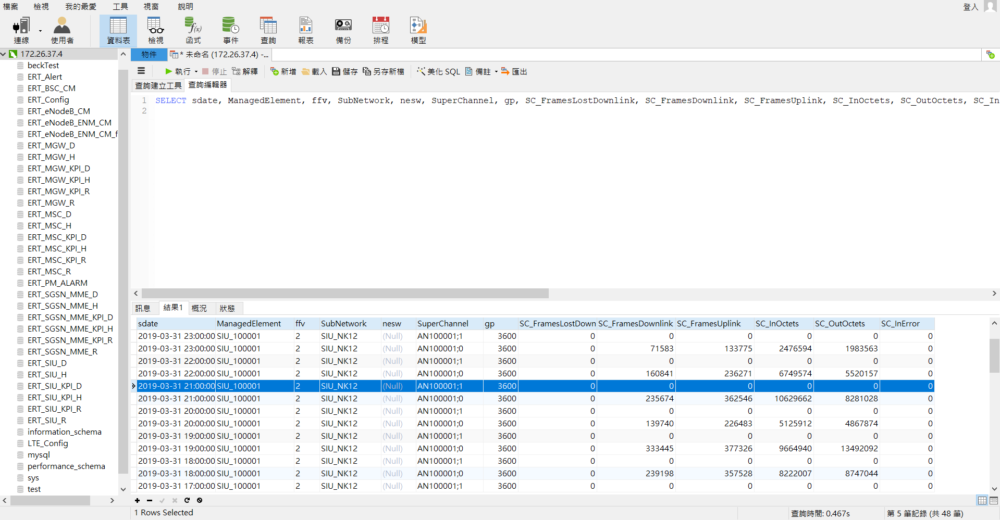 檔案 檢視 我的最愛 工具 視窗 說明 登入
連線 使用者 資料表 檢視 函式 事件 查詢 報表 備份 排程 模型
172.26.37.4
beckTest
ERT_Alert
ERT_BSC_CM
ERT_Config
ERT_eNodeB_CM
ERT_eNodeB_ENM_CM
ERT_eNodeB_ENM_CM_f
ERT_MGW_D
ERT_MGW_H
ERT_MGW_KPI_D
ERT_MGW_KPI_H
ERT_MGW_KPI_R
ERT_MGW_R
ERT_MSC_D
ERT_MSC_H
ERT_MSC_KPI_D
ERT_MSC_KPI_H
ERT_MSC_KPI_R
ERT_MSC_R
ERT_PM_ALARM
ERT_SGSN_MME_D
ERT_SGSN_MME_H
ERT_SGSN_MME_KPI_D
ERT_SGSN_MME_KPI_H
ERT_SGSN_MME_KPI_R
ERT_SGSN_MME_R
ERT_SIU_D
ERT_SIU_H
ERT_SIU_KPI_D
ERT_SIU_KPI_H
ERT_SIU_KPI_R
ERT_SIU_R
information_schema
LTE_Config
mysql
performance_schema
sys
test
物件 * 未命名 (172.26.37.4) -...
執行 停止 解釋 新增 載入 儲存 另存新檔 美化 SQL 備註 匯出
查詢建立工具 查詢編輯器
1 SELECT sdate, ManagedElement, ffv, SubNetwork, nesw, SuperChannel, gp, SC_FramesLostDownlink, SC_FramesDownlink, SC_FramesUplink, SC_InOctets, SC_OutOctets, SC_In
2
訊息 結果1 概況 狀態
sdate ManagedElement ffv SubNetwork nesw SuperChannel gp SC_FramesLostDown SC_FramesDownlink SC_FramesUplink SC_InOctets SC_OutOctets SC_InError
2019-03-31 23:00:00 SIU_100001 2 SIU_NK12 (Null) AN100001;1 3600 0 0 0 0 0 0
2019-03-31 23:00:00 SIU_100001 2 SIU_NK12 (Null) AN100001;0 3600 0 71583 133775 2476594 1983563 0
2019-03-31 22:00:00 SIU_100001 2 SIU_NK12 (Null) AN100001;1 3600 0 0 0 0 0 0
2019-03-31 22:00:00 SIU_100001 2 SIU_NK12 (Null) AN100001;0 3600 0 160841 236271 6749574 5520157 0
2019-03-31 21:00:00 SIU_100001 2 SIU_NK12 (Null) AN100001;1 3600 0 0 0 0 0 0
2019-03-31 21:00:00 SIU_100001 2 SIU_NK12 (Null) AN100001;0 3600 0 235674 362546 10629662 8281028 0
2019-03-31 20:00:00 SIU_100001 2 SIU_NK12 (Null) AN100001;1 3600 0 0 0 0 0 0
2019-03-31 20:00:00 SIU_100001 2 SIU_NK12 (Null) AN100001;0 3600 0 139740 226483 5125912 4867874 0
2019-03-31 19:00:00 SIU_100001 2 SIU_NK12 (Null) AN100001;1 3600 0 0 0 0 0 0
2019-03-31 19:00:00 SIU_100001 2 SIU_NK12 (Null) AN100001;0 3600 0 333445 377326 9664940 13492092 0
2019-03-31 18:00:00 SIU_100001 2 SIU_NK12 (Null) AN100001;1 3600 0 0 0 0 0 0
2019-03-31 18:00:00 SIU_100001 2 SIU_NK12 (Null) AN100001;0 3600 0 239198 357528 8222007 8747044 0
2019-03-31 17:00:00 SIU_100001 2 SIU_NK12 (Null) AN100001;1 3600 0 0 0 0 0 0
1 Rows Selected 查詢時間: 0.467s 第 5 筆記錄 (共 48 筆)